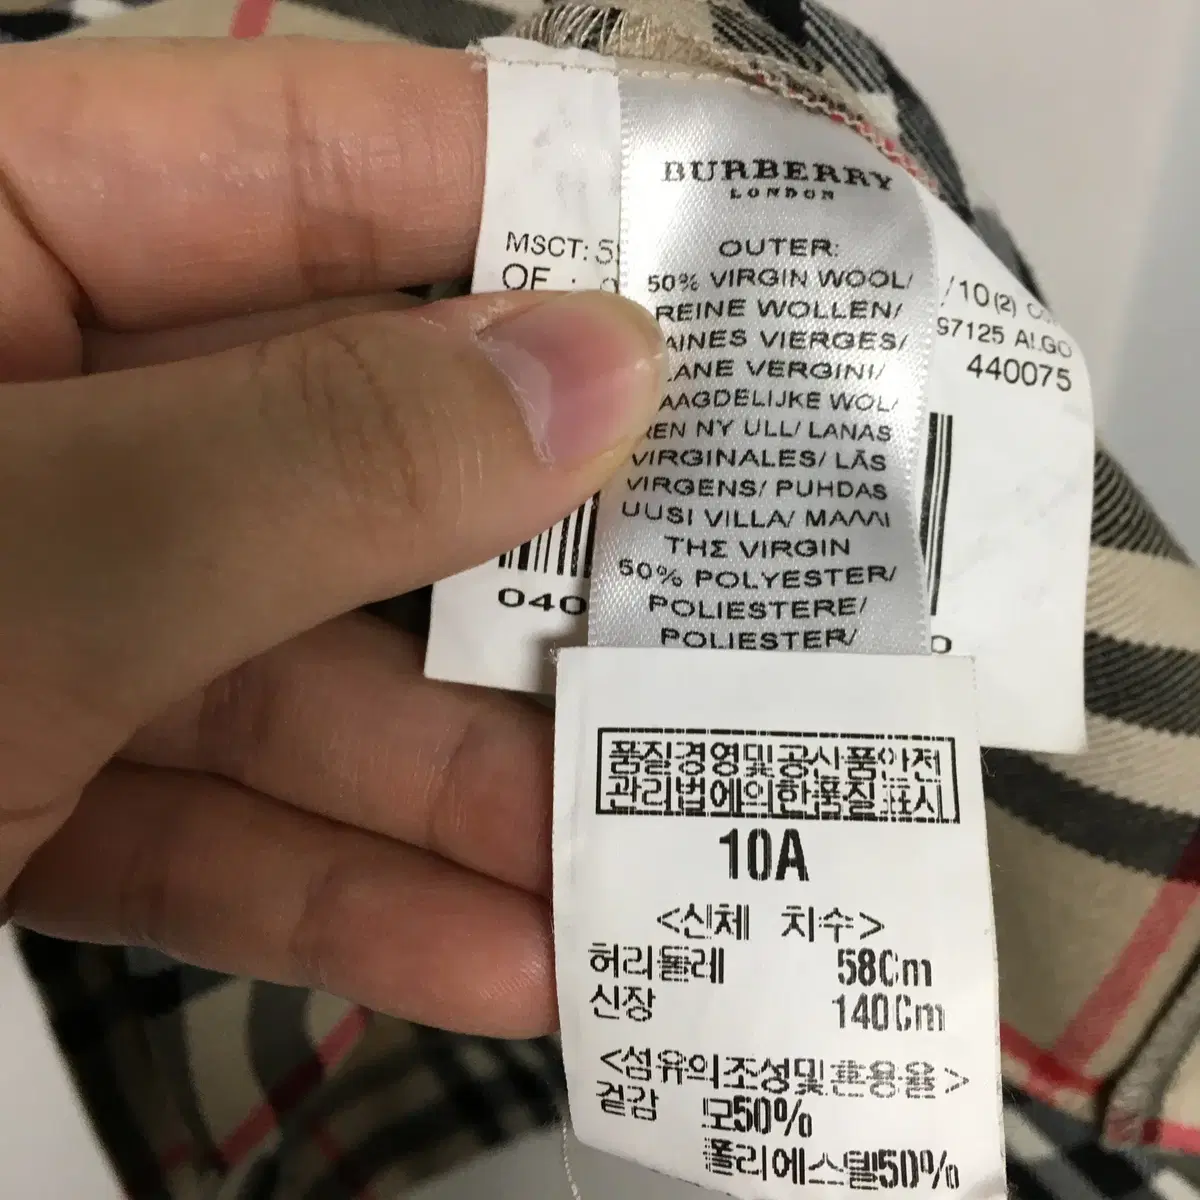 BURBERRY
LONDON
OUTER:
50% VIRGIN WOOL/
REINE WOLLEN/
AINES VIERGES/
LANE VERGINI/
AAGDELIJKE WOL/
REN NY ULL/ LANAS
VIRGINALES/ LÃS
VIRGENS/ PUHDAS
UUSI VILLA/ MAΛΛI
THΣ VIRGIN
50% POLYESTER/
POLIESTERE/
POLIESTER/
MSCT: 5
OF :
/10(2)
97125 ALGO
440075
040
0
품질경영및공산품안전
관리법에의한품질표시
10A
<신체 치수>
허리둘레 58Cm
신장 140Cm
<섬유의조성및혼용율>
겉감 모50%
폴리에스텔50%